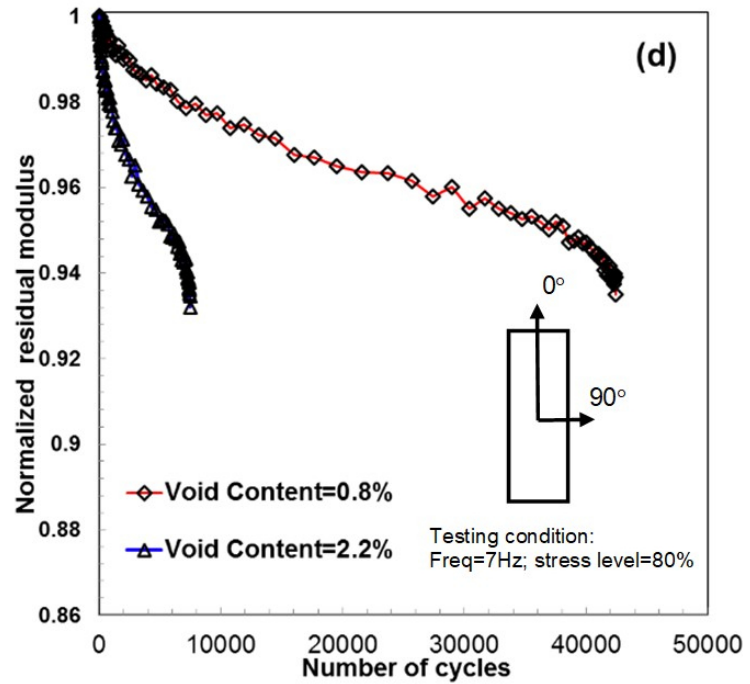 (d)
Normalized residual modulus
1
0.98
0.96
0.94
0.92
0.9
0.88
0.86
0°
90°
Void Content=0.8%
Void Content=2.2%
Testing condition:
Freq=7Hz; stress level=80%
0 10000 20000 30000 40000 50000
Number of cycles